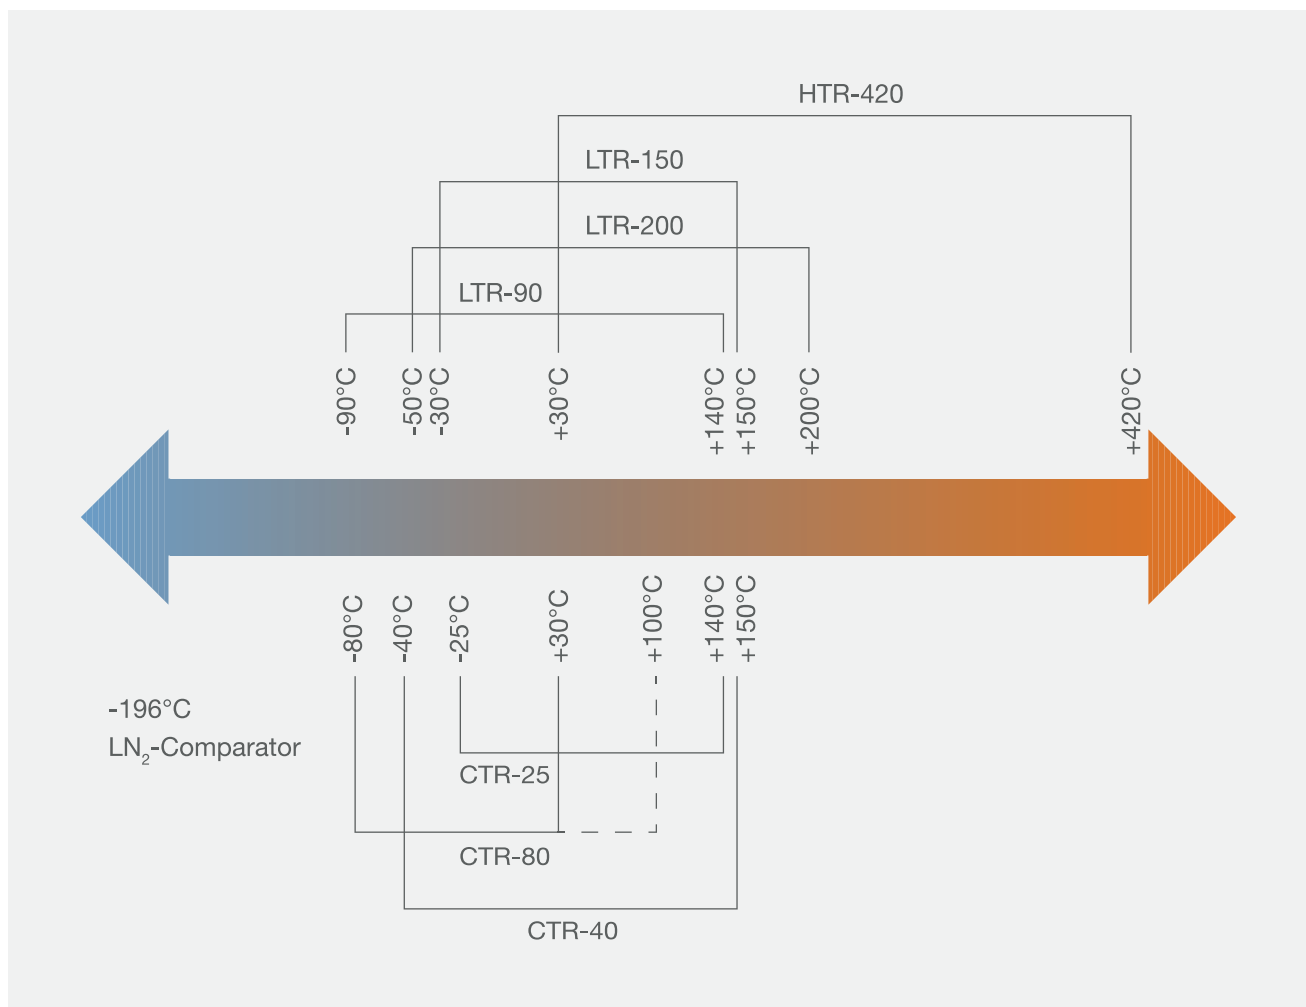 HTR-420
LTR-150
LTR-200
LTR-90
-90°C
-50°C
-30°C
+30°C
+140°C
+150°C
+200°C
+420°C
-80°C
-40°C
-25°C
+30°C
+100°C
+140°C
+150°C
-196°C
LN₂-Comparator
CTR-25
CTR-80
CTR-40